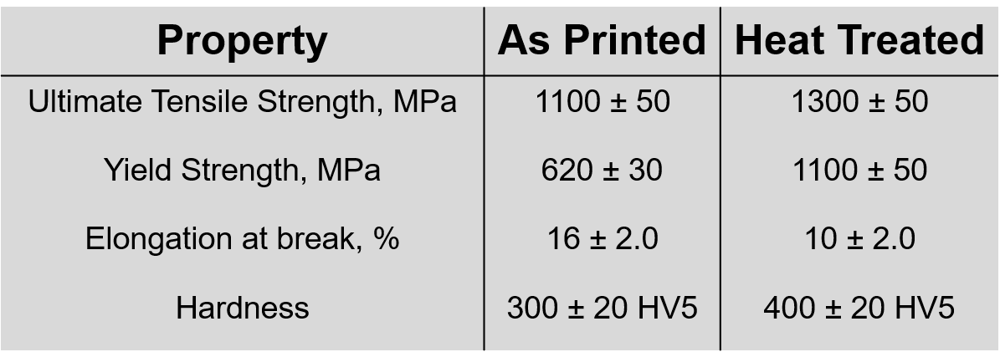 Property As Printed Heat Treated
Ultimate Tensile Strength, MPa 1100 ± 50 1300 ± 50
Yield Strength, MPa 620 ± 30 1100 ± 50
Elongation at break, % 16 ± 2.0 10 ± 2.0
Hardness 300 ± 20 HV5 400 ± 20 HV5